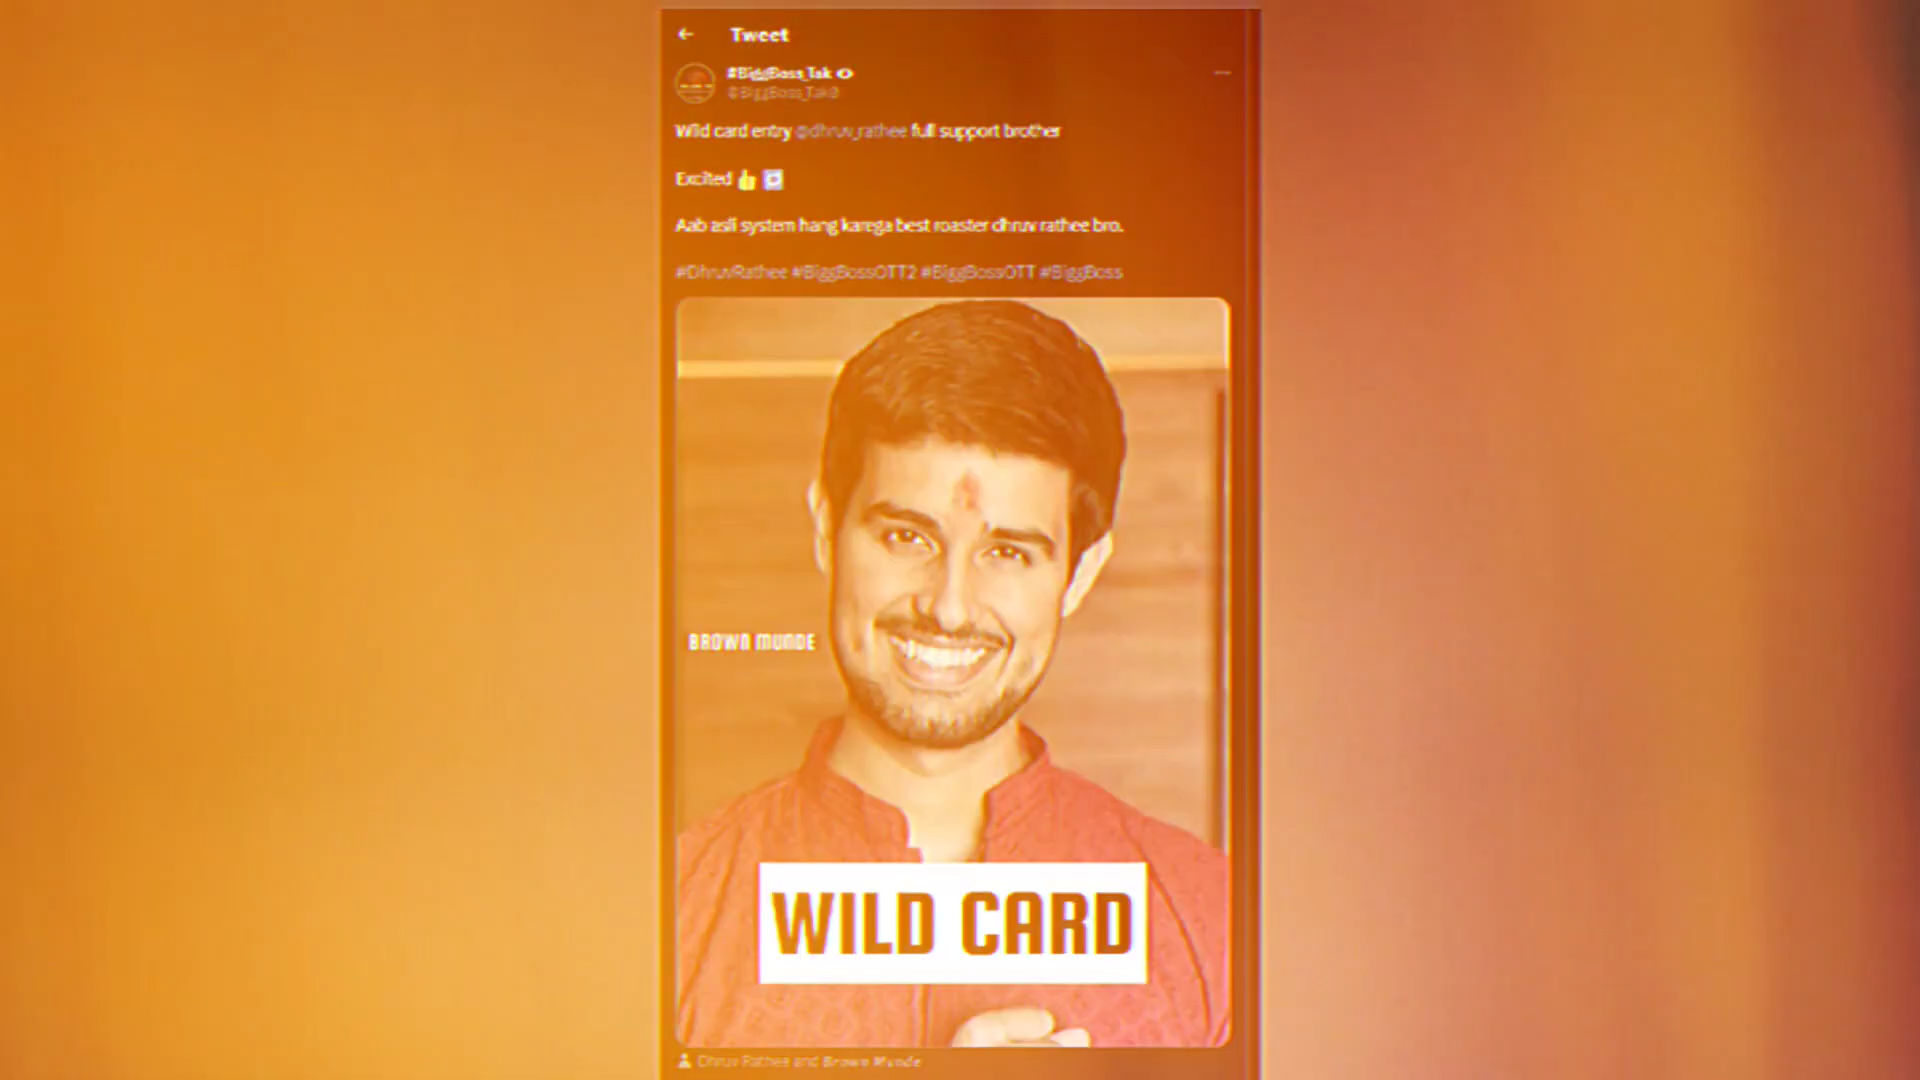 Tweet
#BiggBoss_Tak
@BiggBoss_Tak0
Wild card entry @dhruv_rathee full support brother
Excited
Aab asli system hang karega best roaster dhruv rathee bro.
#DhruvRathee #BiggBossOTT2 #BiggBossOTT #BiggBoss
BROWN MUNDE
WILD CARD
Dhruv Rathee and Brown Munde